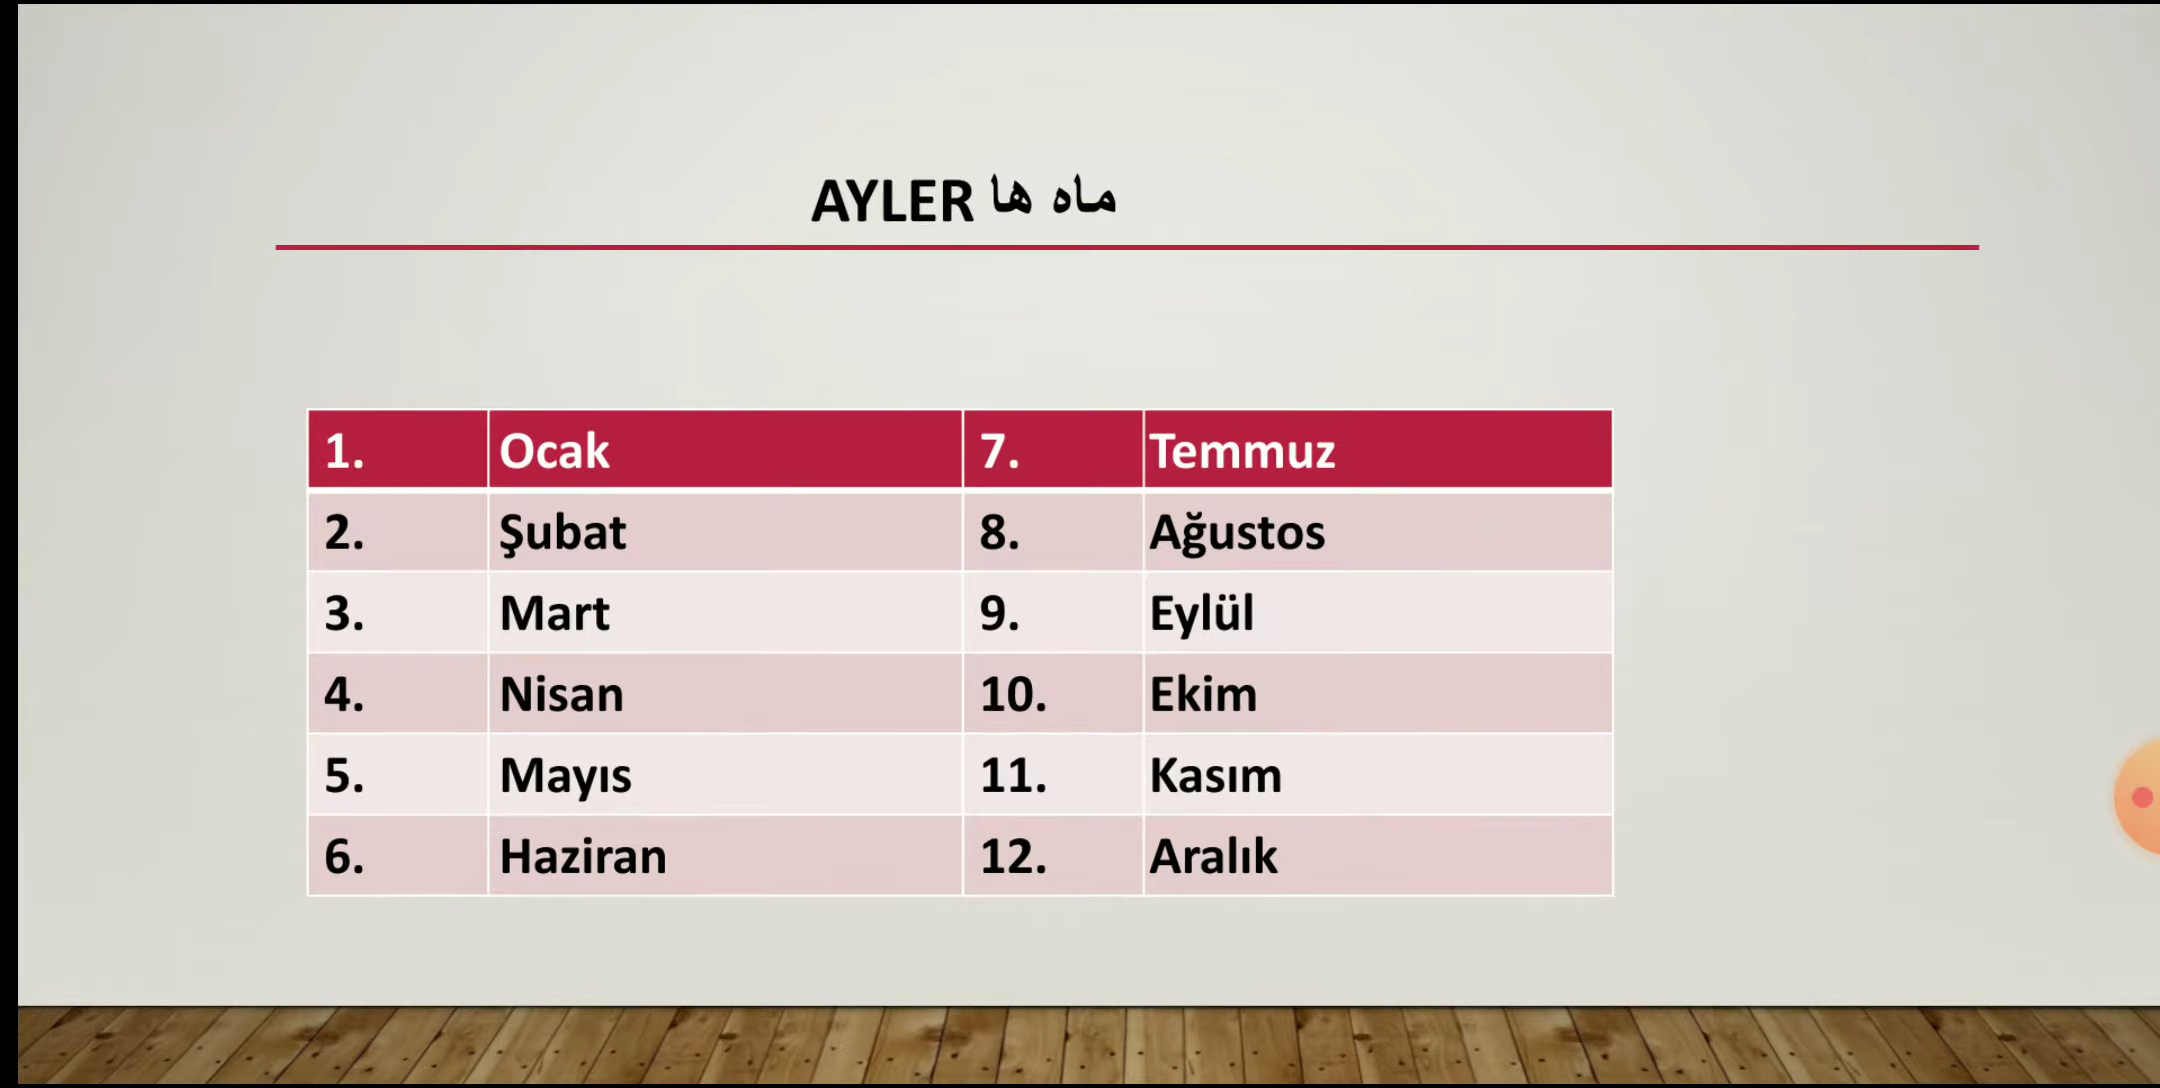 AYLER ماه ها
1. Ocak 7. Temmuz
2. Şubat 8. Ağustos
3. Mart 9. Eylül
4. Nisan 10. Ekim
5. Mayıs 11. Kasım
6. Haziran 12. Aralık